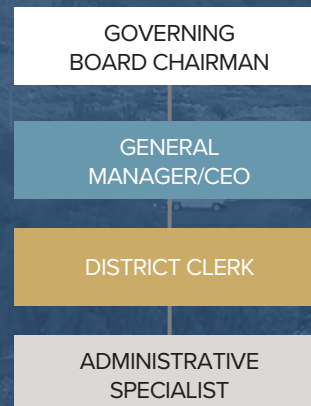 GOVERNING
BOARD CHAIRMAN
GENERAL
MANAGER/CEO
DISTRICT CLERK
ADMINISTRATIVE
SPECIALIST